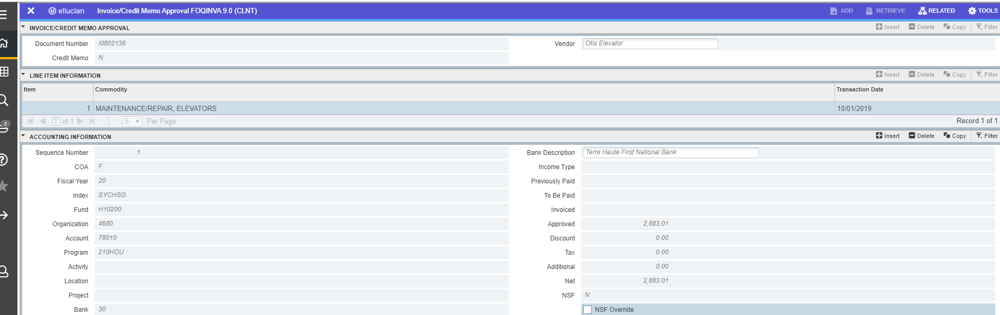 ellucian Invoice/Credit Memo Approval FOQINVA 9.0 (CLNT) ADD RETRIEVE RELATED TOOLS
INVOICE/CREDIT MEMO APPROVAL Insert Delete Copy Filter
Document Number I0802136 Vendor Otis Elevator
Credit Memo N
LINE ITEM INFORMATION Insert Delete Copy Filter
Item Commodity Transaction Date
1 MAINTENANCE/REPAIR, ELEVATORS 10/01/2019
1 of 1 5 Per Page Record 1 of 1
2
ACCOUNTING INFORMATION Insert Delete Copy Filter
Sequence Number 1 Bank Description Terre Haute First National Bank
COA F Income Type
Fiscal Year 20 Previously Paid
Index SYCHSG To Be Paid
Fund H10200 Invoiced
Organization 4680 Approved 2,883.01
Account 78010 Discount 0.00
Program 210HOU Tax 0.00
Activity Additional 0.00
Location Net 2,883.01
Project NSF N
Bank 30 NSF Override